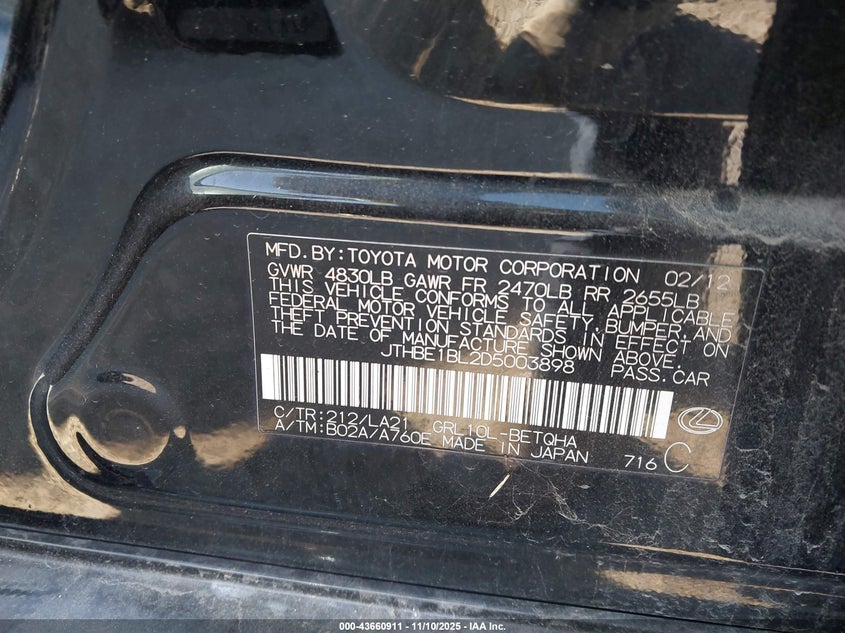 MFD.BY:TOYOTA MOTOR CORPORATION 02/12
GVWR 4830LB GAWR FR 2470LB RR 2655LB
THIS VEHICLE CONFORMS TO ALL APPLICABLE
FEDERAL MOTOR VEHICLE SAFETY,BUMPER,AND
THEFT PREVENTION STANDARDS IN EFFECT ON
THE DATE OF MANUFACTURE SHOWN ABOVE.
JTHBE1BL2D5003898 PASS.CAR
C/TR:212/LA21 GRL10L-BETQHA
A/TM:B02A/A760E MADE IN JAPAN 716 C
000-43660911 - 11/10/2025 - IAA Inc.